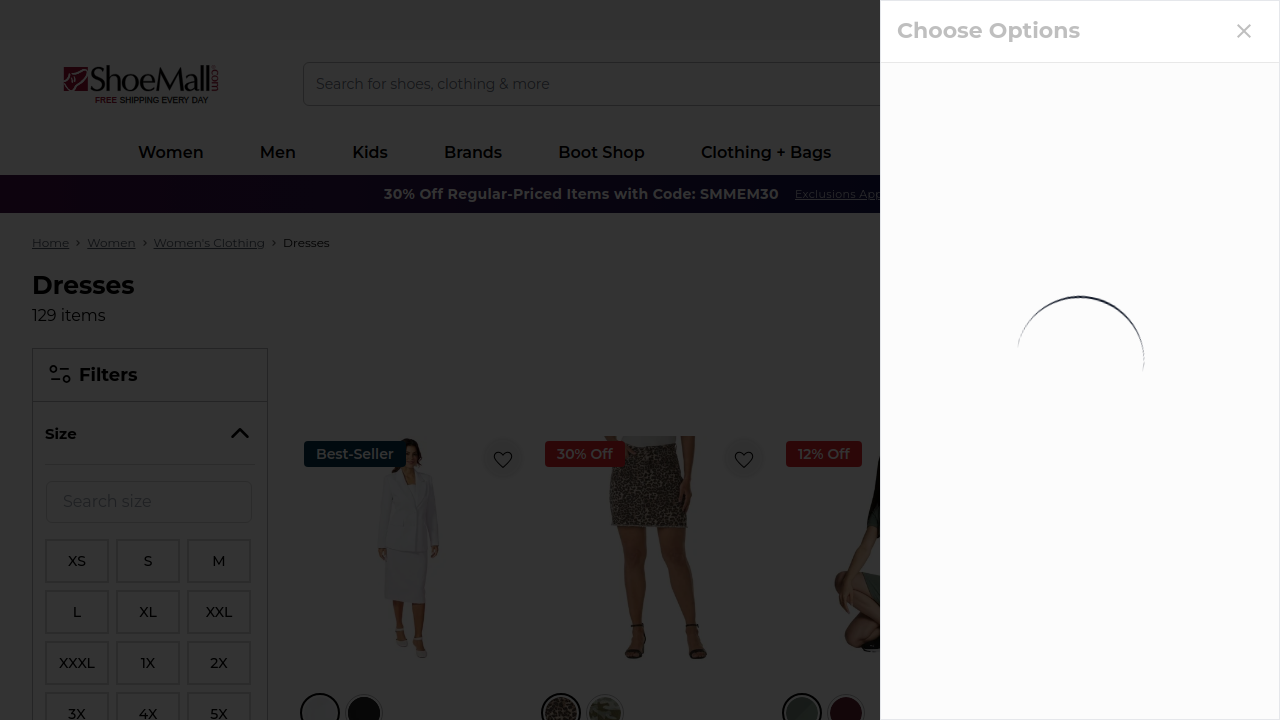 Choose Options
ShoeMall.com
FREE SHIPPING EVERY DAY
Search for shoes, clothing & more
Women
Men
Kids
Brands
Boot Shop
Clothing + Bags
30% Off Regular-Priced Items with Code: SMMEM30
Exclusions App
Home > Women > Women's Clothing > Dresses
Dresses
129 items
Filters
Size
Search size
XS
S
M
L
XL
XXL
XXXL
1X
2X
3X
4X
5X
Best-Seller
30% Off
12% Off